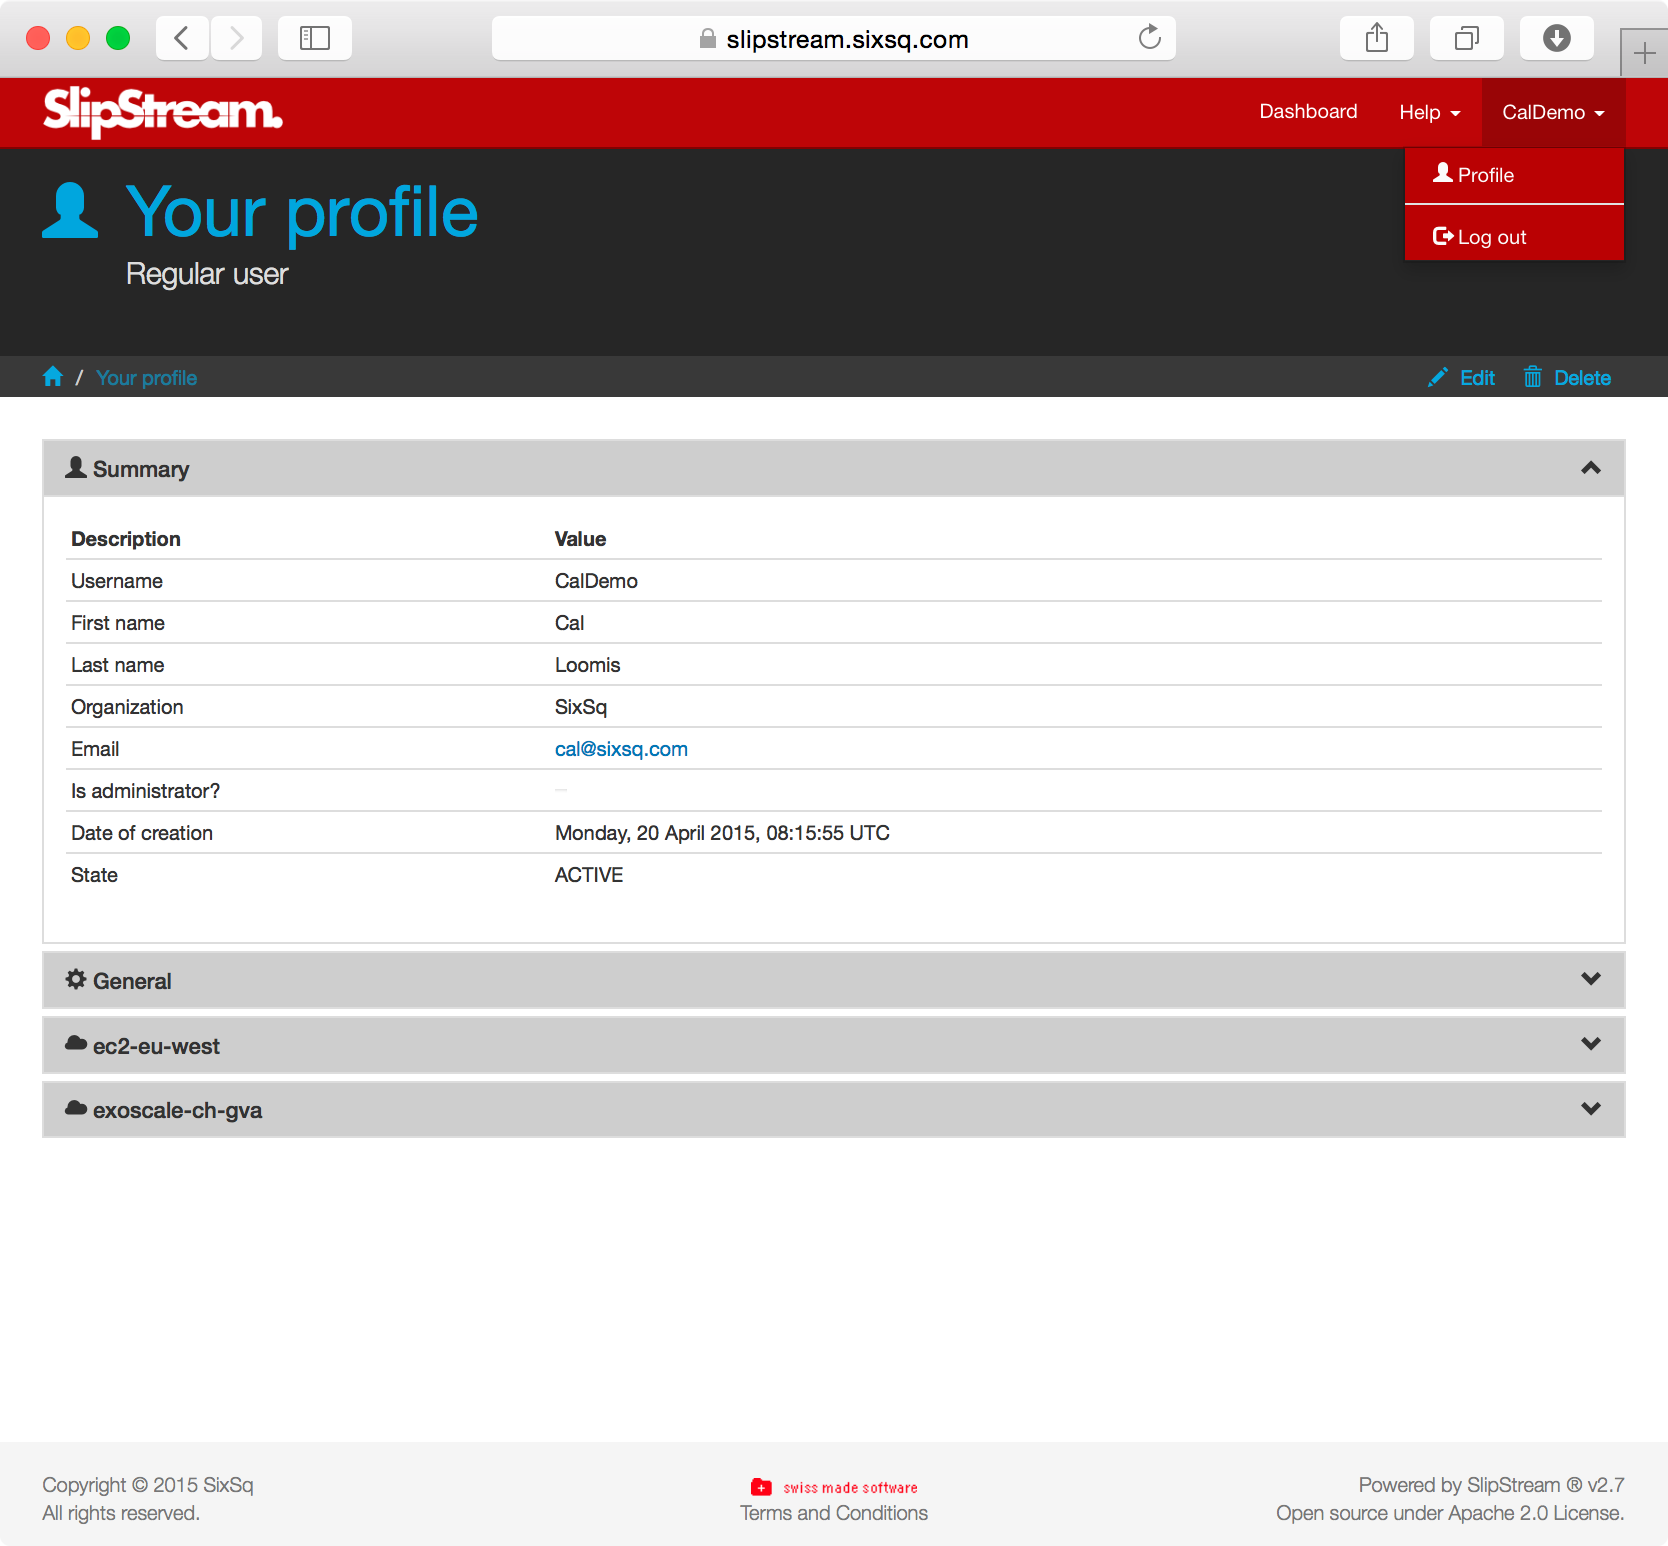 slipstream.sixsq.com
SlipStream.
Dashboard Help CalDemo
Profile
Log out
Your profile
Regular user
/ Your profile
Edit Delete
Summary
Description Value
Username CalDemo
First name Cal
Last name Loomis
Organization SixSq
Email cal@sixsq.com
Is administrator? —
Date of creation Monday, 20 April 2015, 08:15:55 UTC
State ACTIVE
General
ec2-eu-west
exoscale-ch-gva
Copyright © 2015 SixSq
All rights reserved.
swiss made software
Terms and Conditions
Powered by SlipStream ® v2.7
Open source under Apache 2.0 License.